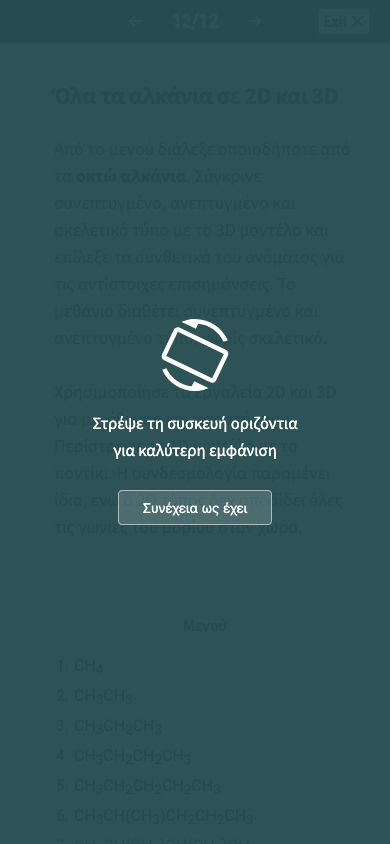 12/12
Exit
Όλα τα αλκάνια σε 2D και 3D
Από το μενού διάλεξε οποιοδήποτε από
τα οκτώ αλκάνια. Σύγκρινε
συνεπτυγμένο, ανεπτυγμένο και
σκελετικό τύπο με το 3D μοντέλο και
επίλεξε τα συνθετικά του ονόματος για
τις αντίστοιχες επισημάνσεις. Το
μεθάνιο διαθέτει συνεπτυγμένο και
ανεπτυγμένο σκελετικό.
Χρησιμοποίησε τα εργαλεία 2D και 3D
για
Στρέψε τη συσκευή οριζόντια
για καλύτερη εμφάνιση
το
ποντίκι. Η συνδεσμολογία παραμένει
ίδια, ενώ όλες
Συνέχεια ως έχει
τις γωνίες του μορίου στον χώρο.
Μενού
1. CH₄
2. CH₃CH₃
3. CH₃CH₂CH₃
4. CH₃CH₂CH₂CH₃
5. CH₃CH₂CH₂CH₂CH₃
6. CH₃CH(CH₃)CH₂CH₂CH₃